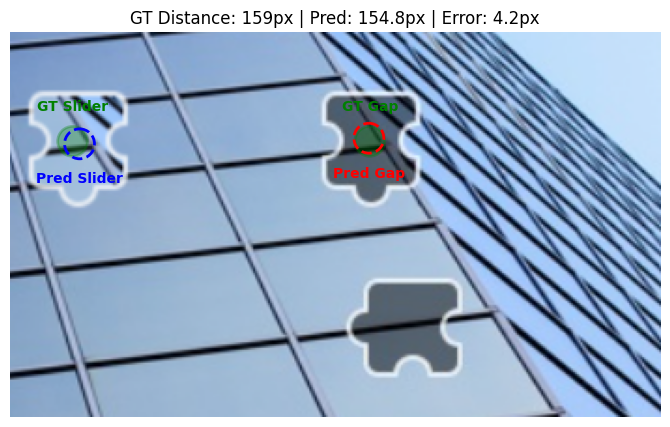 GT Distance: 159px | Pred: 154.8px | Error: 4.2px
GT Slider
GT Gap
Pred Slider
Pred Gap